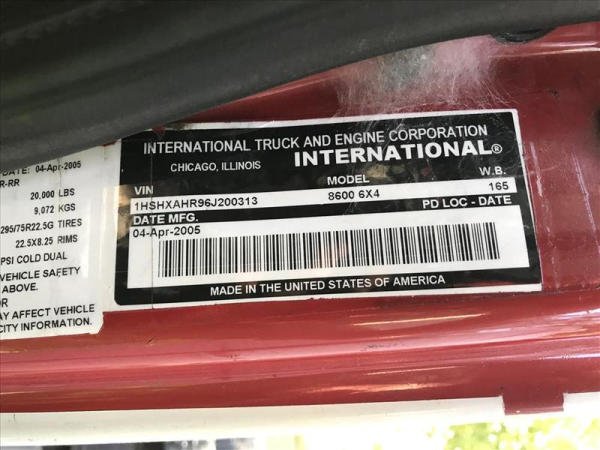 DATE: 04-Apr-2005
R-RR
20,000 LBS
9,072 KGS
295/75R22.5G TIRES
22.5X8.25 RIMS
PSI COLD DUAL
VEHICLE SAFETY
ABOVE.
OR
AY AFFECT VEHICLE
CITY INFORMATION.
INTERNATIONAL TRUCK AND ENGINE CORPORATION
CHICAGO, ILLINOIS INTERNATIONAL®
VIN MODEL W.B.
1HSHXAHR96J200313 8600 6X4 165
DATE MFG. PD LOC - DATE
04-Apr-2005
MADE IN THE UNITED STATES OF AMERICA